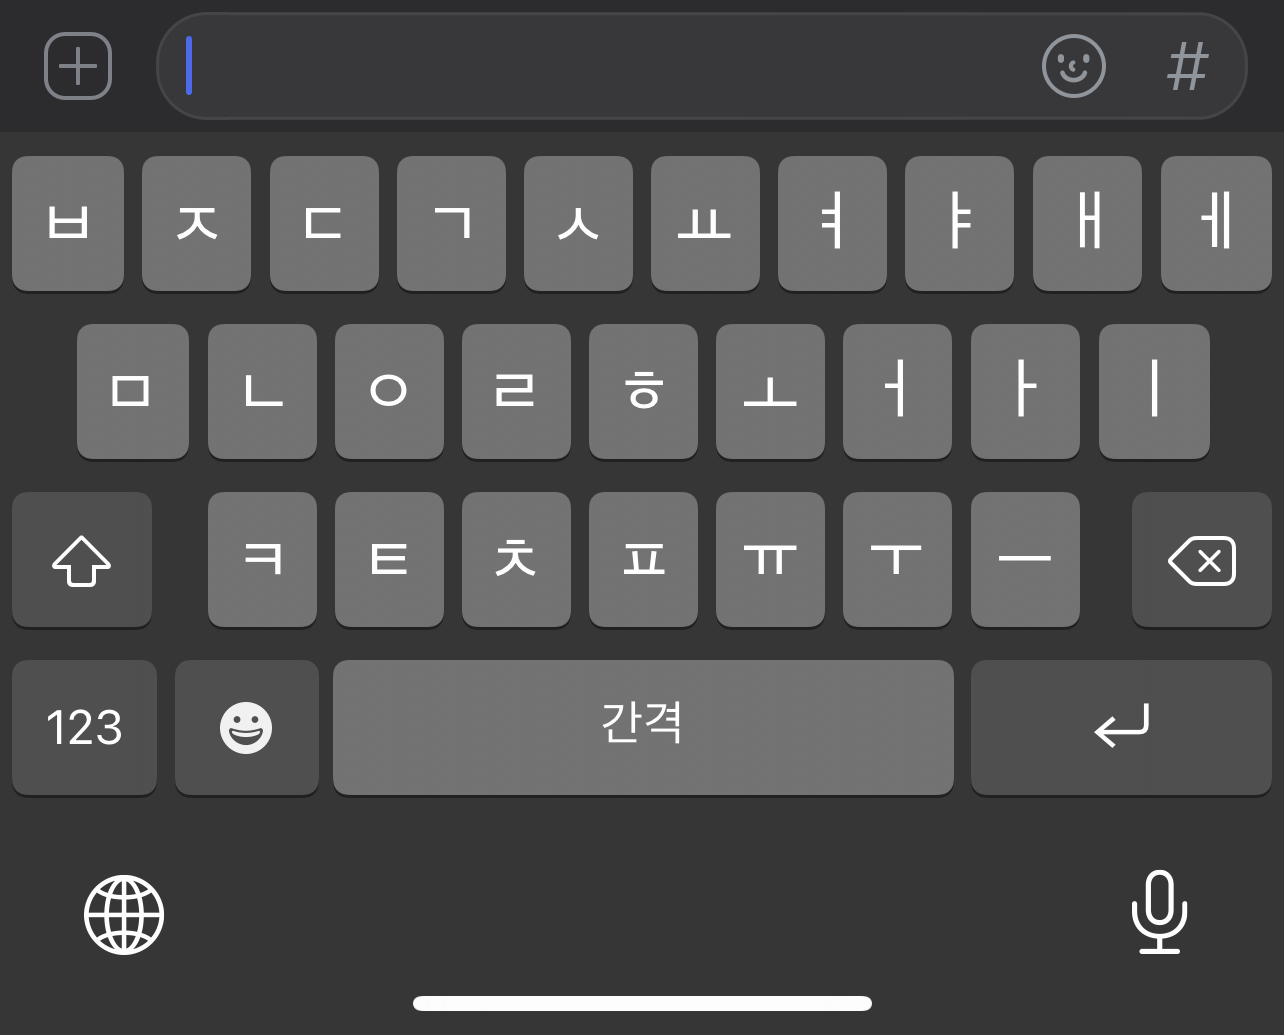 #
ㅂ ㅈ ㄷ ㄱ ㅅ ㅛ ㅕ ㅑ ㅐ ㅔ
ㅁ ㄴ ㅇ ㄹ ㅎ ㅗ ㅓ ㅏ ㅣ
ㅋ ㅌ ㅊ ㅍ ㅠ ㅜ ㅡ
123 간격